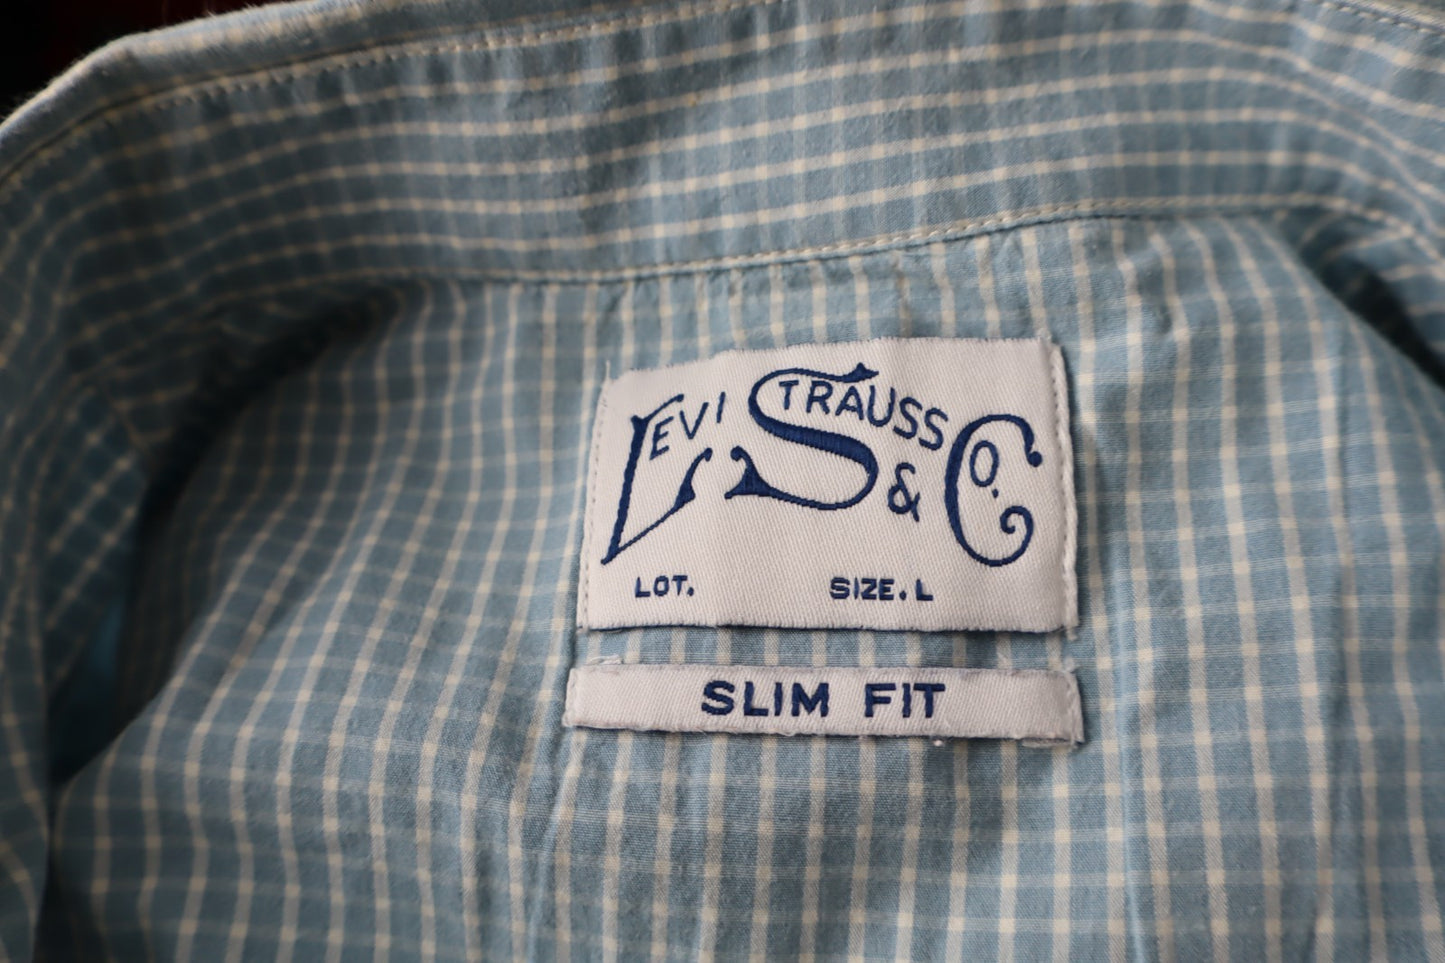 LEVI STRAUSS & CO.
LOT. SIZE. L
SLIM FIT